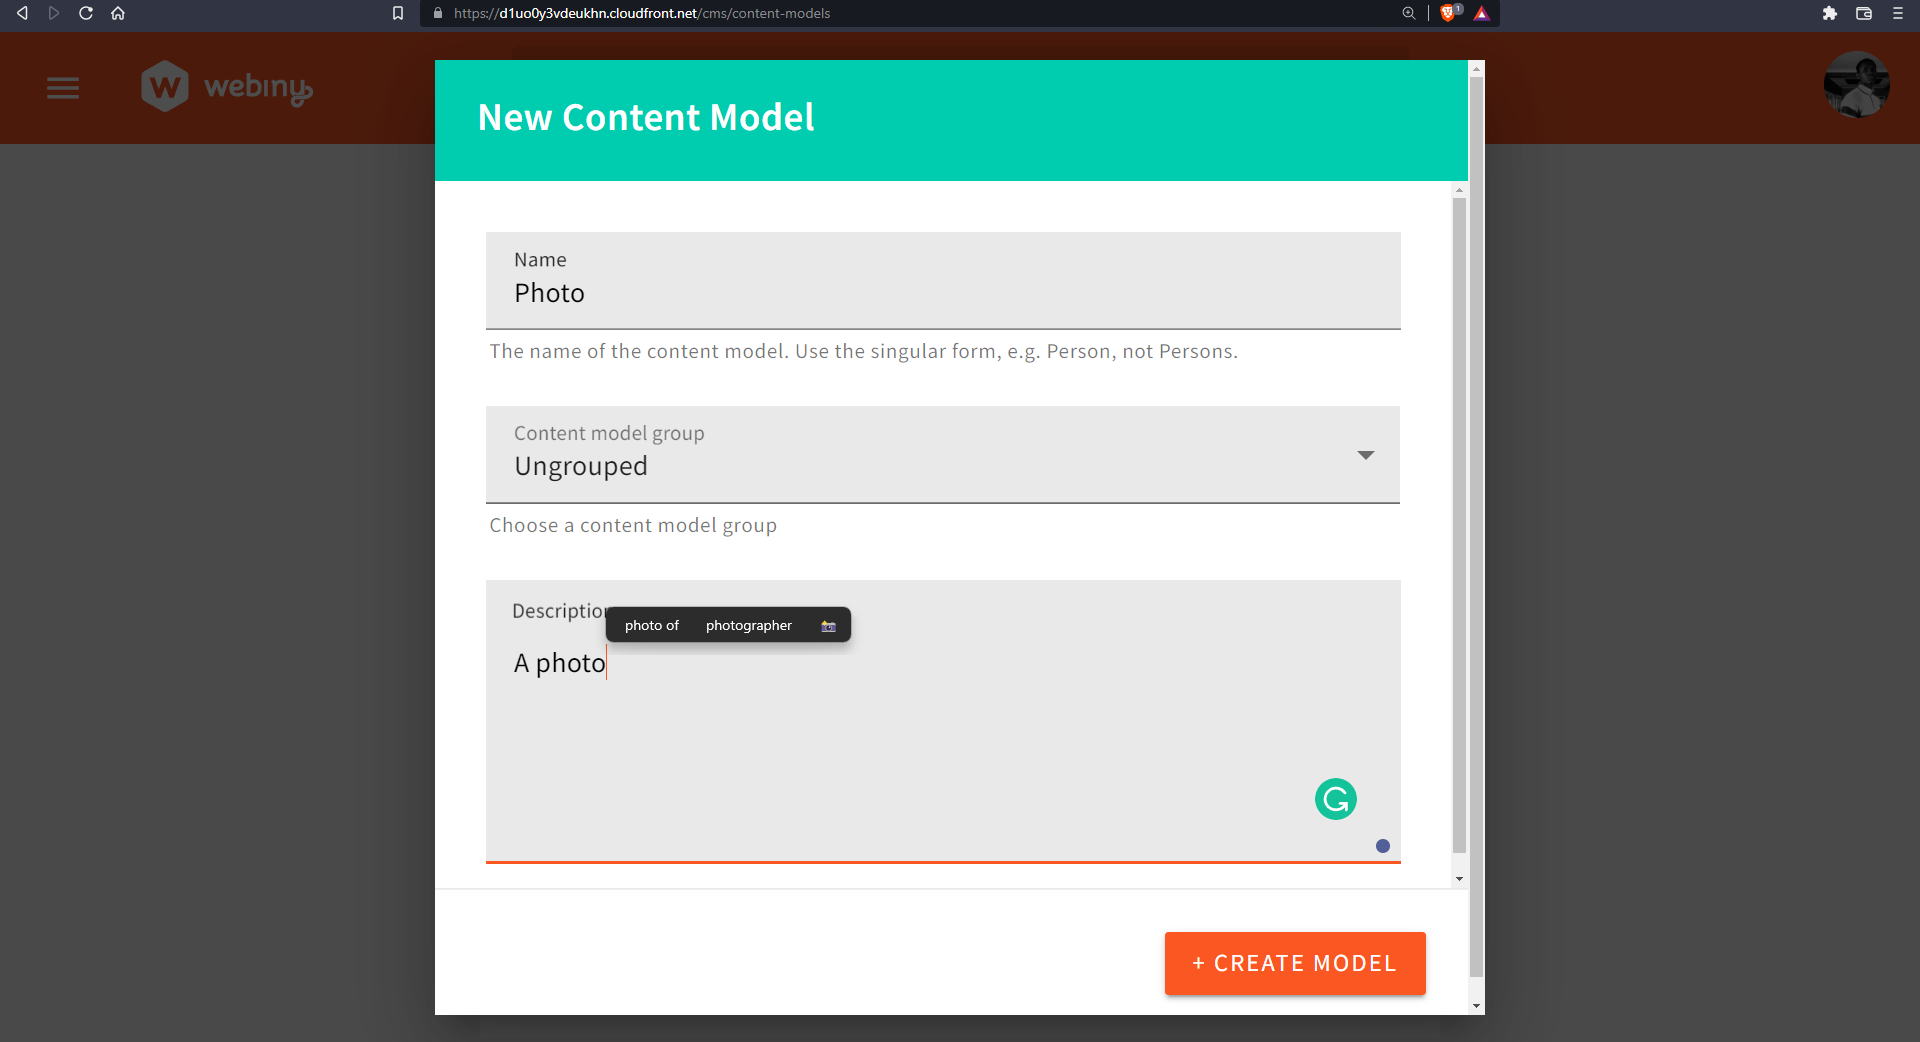 https://d1uo0y3vdeukhn.cloudfront.net/cms/content-models
1
webiny
New Content Model
Name
Photo
The name of the content model. Use the singular form, e.g. Person, not Persons.
Content model group
Ungrouped
Choose a content model group
Description
photo of photographer
A photo
+ CREATE MODEL